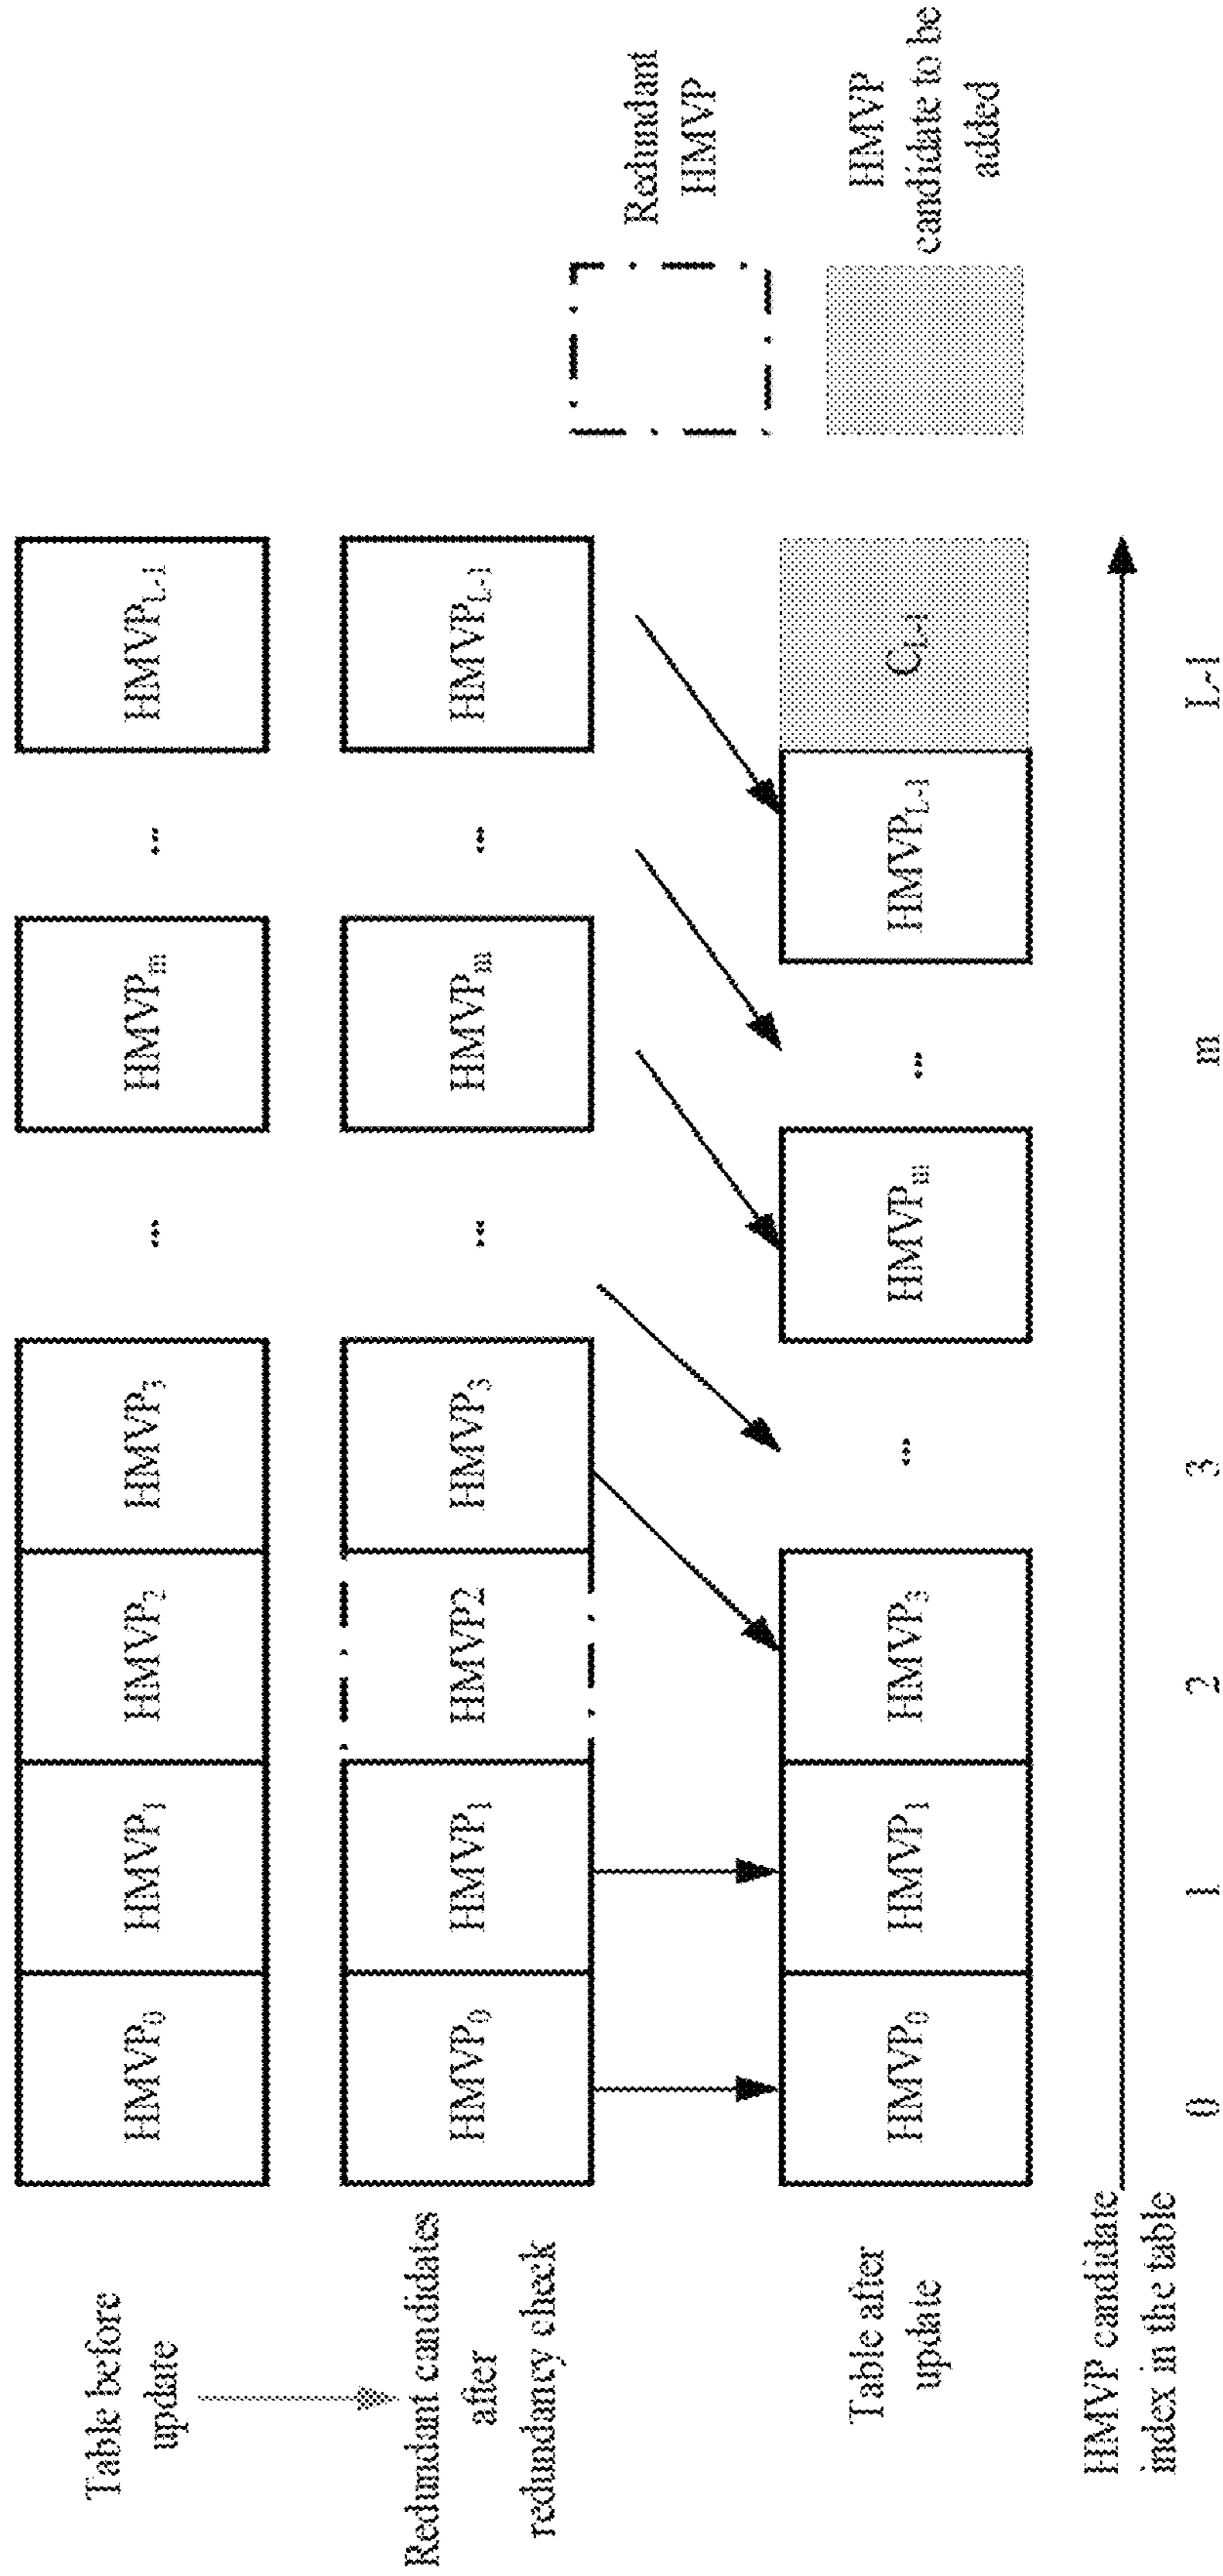 Table before
update
HMVP0
HMVP1
HMVP2
HMVP3
...
HMVPm
...
HMVPL-1
Redundant candidates
after
redundancy check
HMVP0
HMVP1
HMVP2
HMVP3
...
HMVPm
...
HMVPL-1
Redundant
HMVP
Table after
update
HMVP0
HMVP1
HMVP3
...
HMVPm
...
HMVPL-1
CL-1
HMVP
candidate to be
added
HMVP candidate
index in the table
0
1
2
3
m
L-1